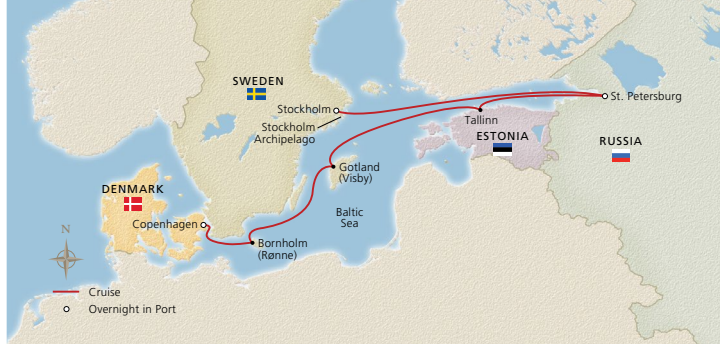 SWEDEN
Stockholm
St. Petersburg
Stockholm
Archipelago
Tallinn
ESTONIA
RUSSIA
Gotland
(Visby)
DENMARK
Baltic
Sea
Copenhagen
Bornholm
(Rønne)
N
Cruise
Overnight in Port